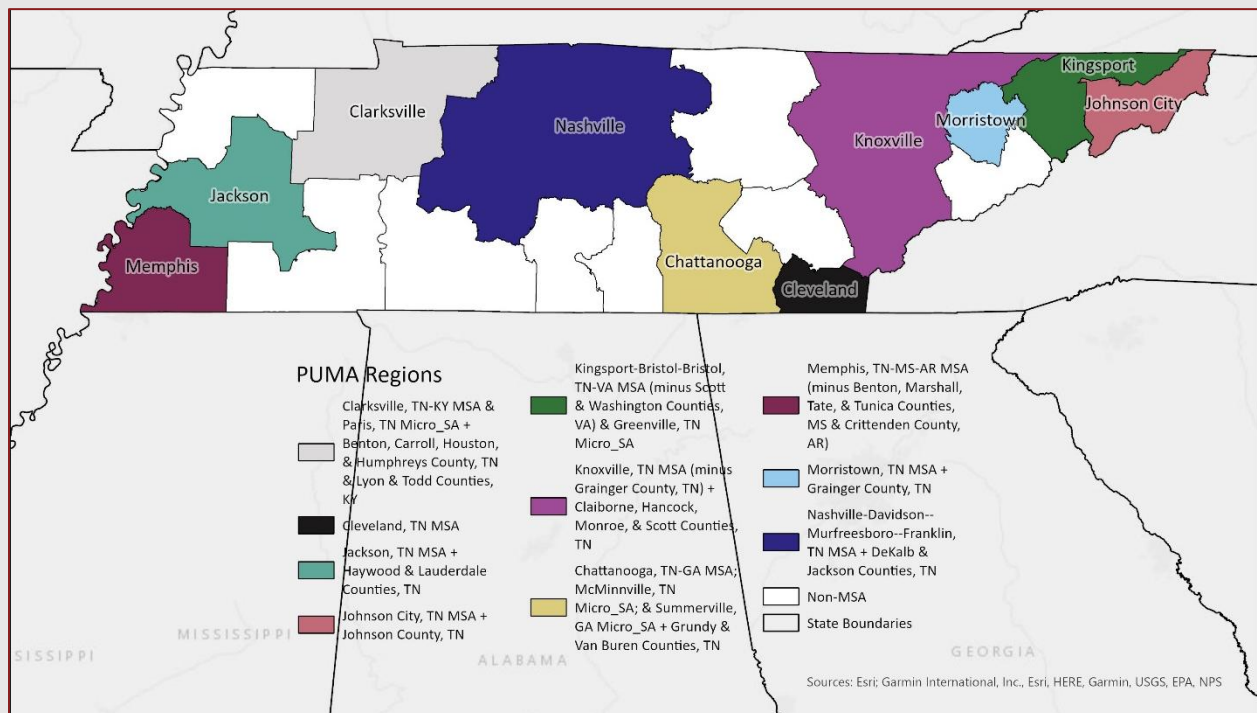 Kingsport
Clarksville
Johnson City
Nashville
Morristown
Knoxville
Jackson
Memphis
Chattanooga
Cleveland
PUMA Regions
Clarksville, TN-KY MSA &
Paris, TN Micro_SA +
Benton, Carroll, Houston,
& Humphreys County, TN
& Lyon & Todd Counties,
KY
Cleveland, TN MSA
Jackson, TN MSA +
Haywood & Lauderdale
Counties, TN
Johnson City, TN MSA +
Johnson County, TN
Kingsport-Bristol-Bristol,
TN-VA MSA (minus Scott
& Washington Counties,
VA) & Greenville, TN
Micro_SA
Knoxville, TN MSA (minus
Grainger County, TN) +
Claiborne, Hancock,
Monroe, & Scott Counties,
TN
Chattanooga, TN-GA MSA;
McMinnville, TN
Micro_SA; & Summerville,
GA Micro_SA + Grundy &
Van Buren Counties, TN
Memphis, TN-MS-AR MSA
(minus Benton, Marshall,
Tate, & Tunica Counties,
MS & Crittenden County,
AR)
Morristown, TN MSA +
Grainger County, TN
Nashville-Davidson--
Murfreesboro--Franklin,
TN MSA + DeKalb &
Jackson Counties, TN
Non-MSA
State Boundaries
MISSISSIPPI
SISSIPPI
ALABAMA
GEORGIA
Sources: Esri; Garmin International, Inc., Esri, HERE, Garmin, USGS, EPA, NPS